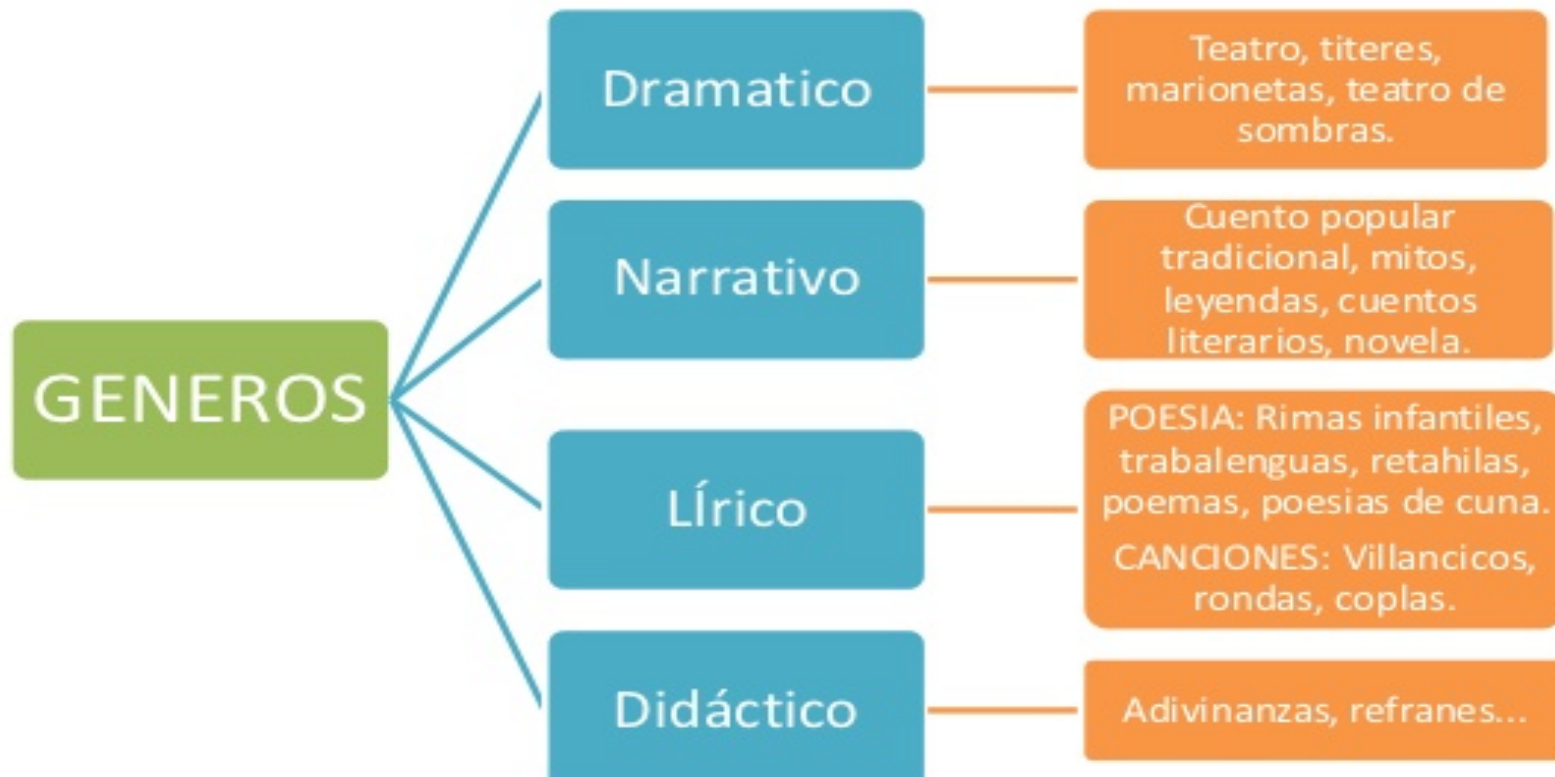 GENEROS
Dramatico
Teatro, titeres,
marionetas, teatro de
sombras.
Narrativo
Cuento popular
tradicional, mitos,
leyendas, cuentos
literarios, novela.
LÍrico
POESIA: Rimas infantiles,
trabalenguas, retahilas,
poemas, poesias de cuna.
CANCIONES: Villancicos,
rondas, coplas.
Didáctico
Adivinanzas, refranes...